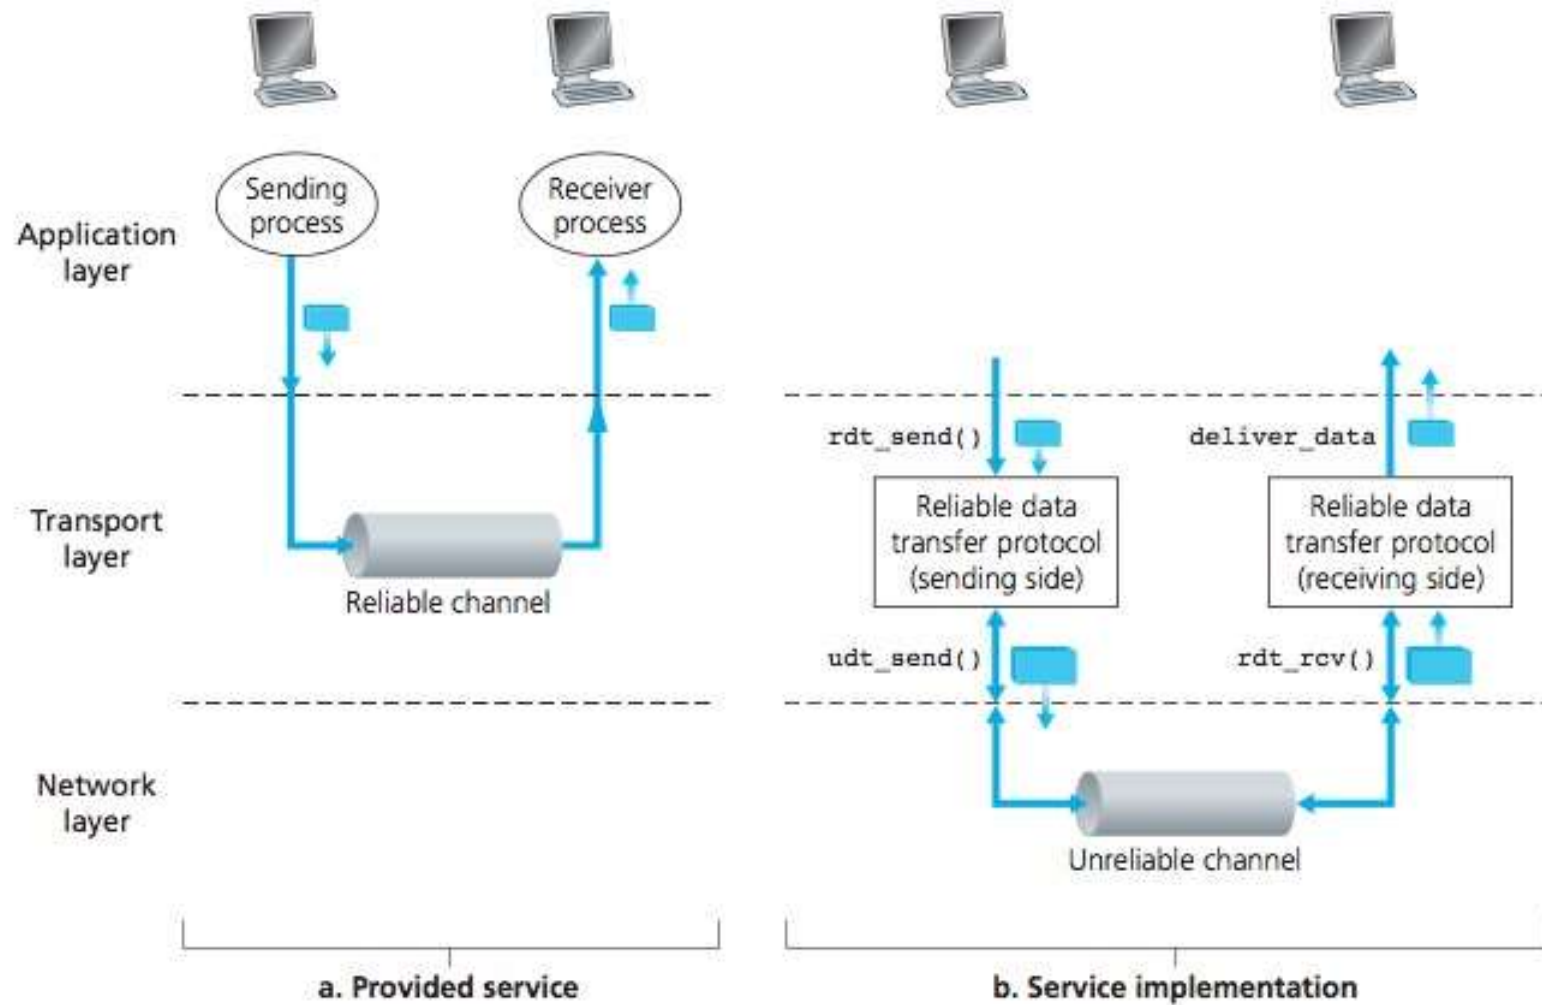 Sending
process
Receiver
process
Application
layer
rdt_send()
deliver_data
Transport
layer
Reliable channel
Reliable data
transfer protocol
(sending side)
Reliable data
transfer protocol
(receiving side)
udt_send()
rdt_rcv()
Network
layer
Unreliable channel
a. Provided service
b. Service implementation